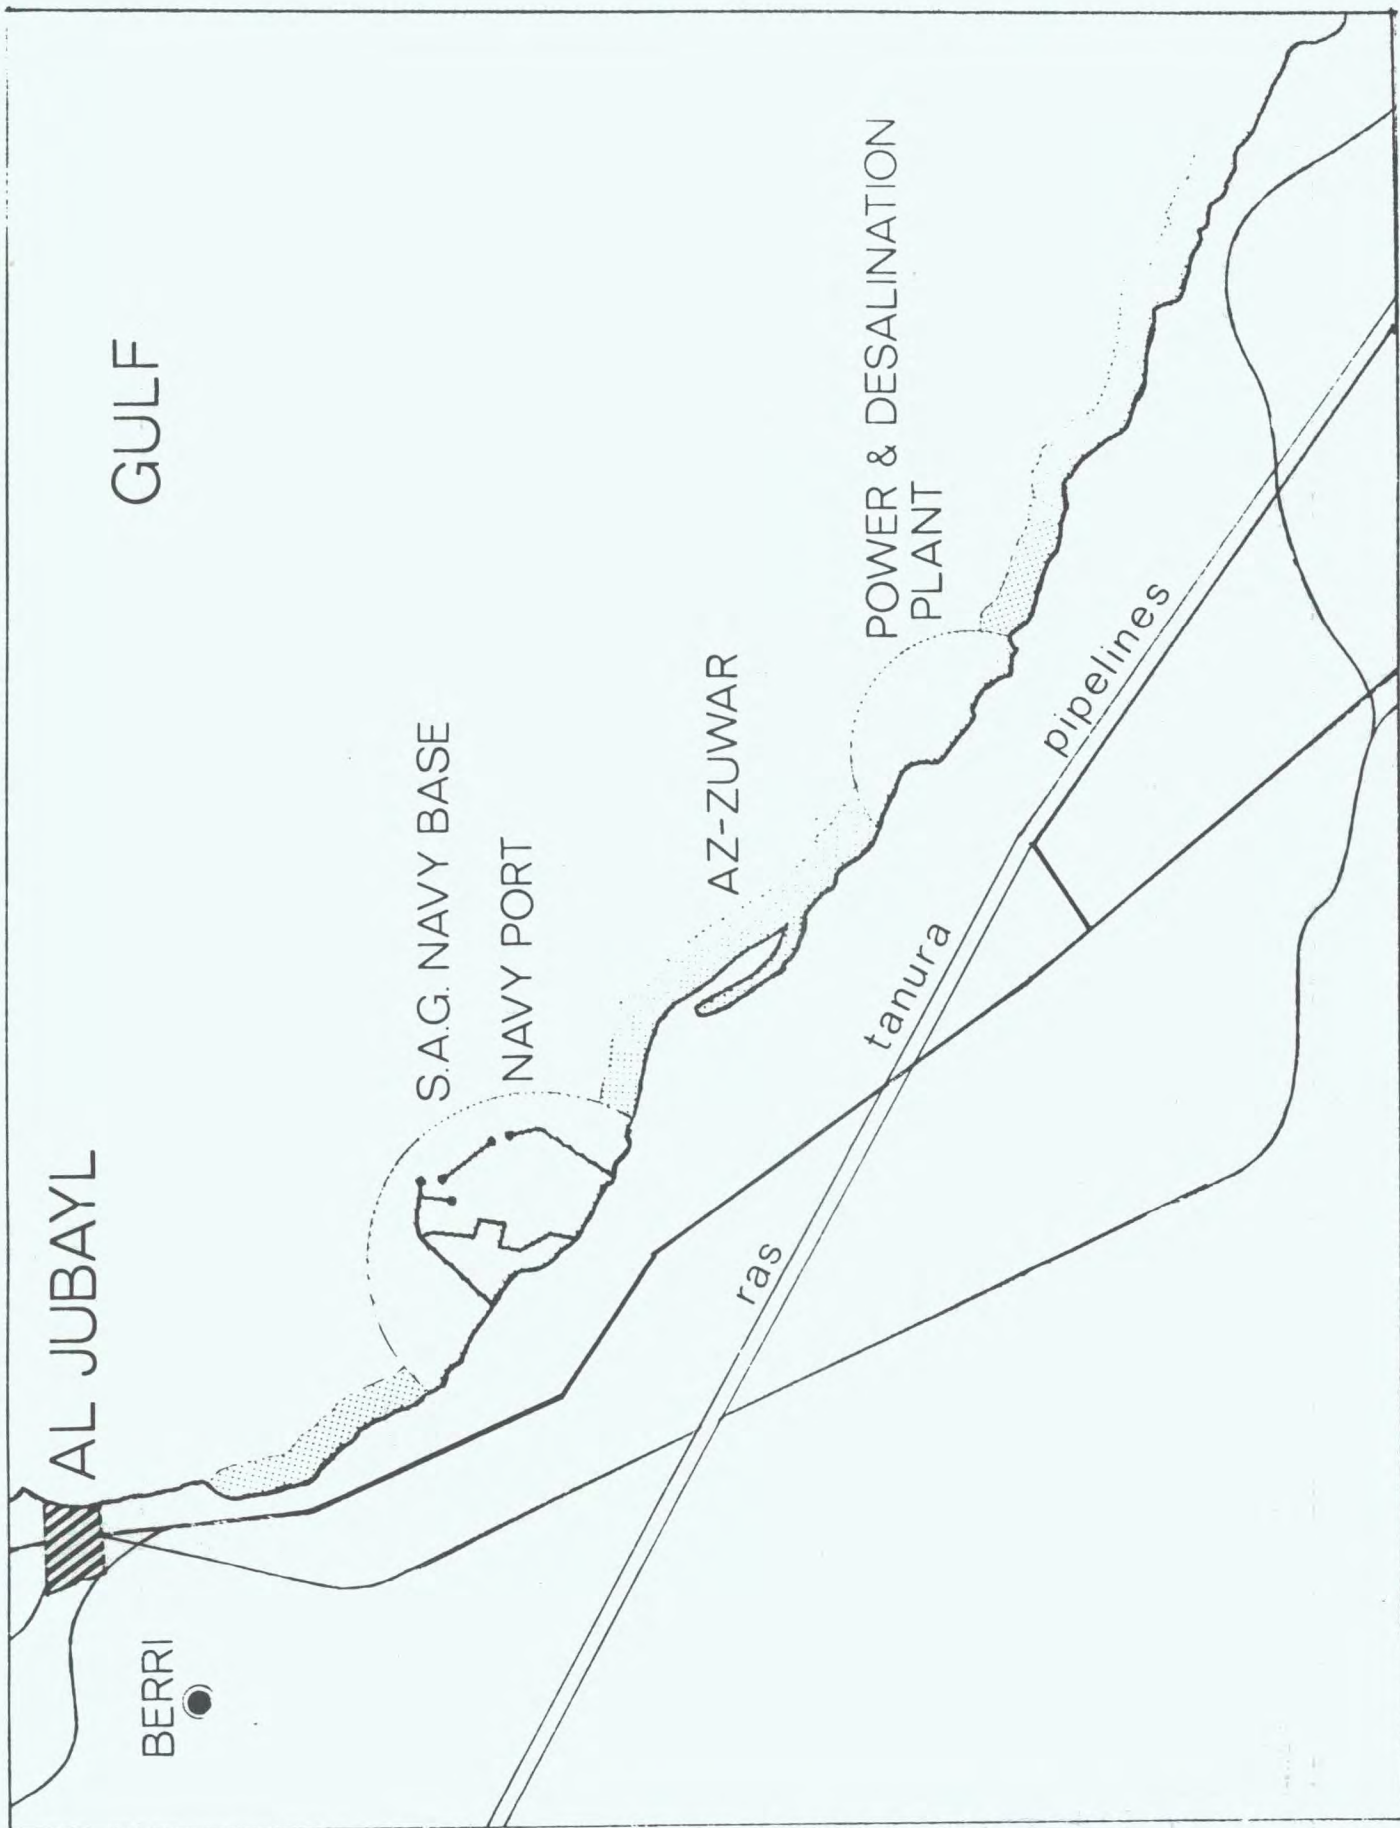 GULF
AL JUBAYL
BERRI
S.A.G. NAVY BASE
NAVY PORT
AZ-ZUWAR
POWER & DESALINATION
PLANT
ras tanura pipelines